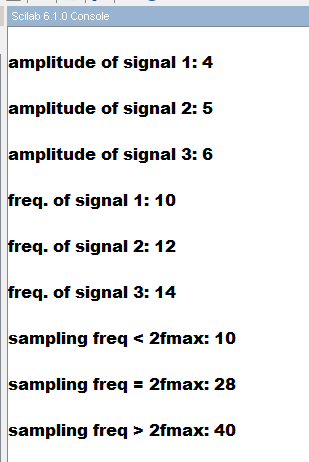 Scilab 6.1.0 Console
amplitude of signal 1: 4
amplitude of signal 2: 5
amplitude of signal 3: 6
freq. of signal 1: 10
freq. of signal 2: 12
freq. of signal 3: 14
sampling freq < 2fmax: 10
sampling freq = 2fmax: 28
sampling freq > 2fmax: 40